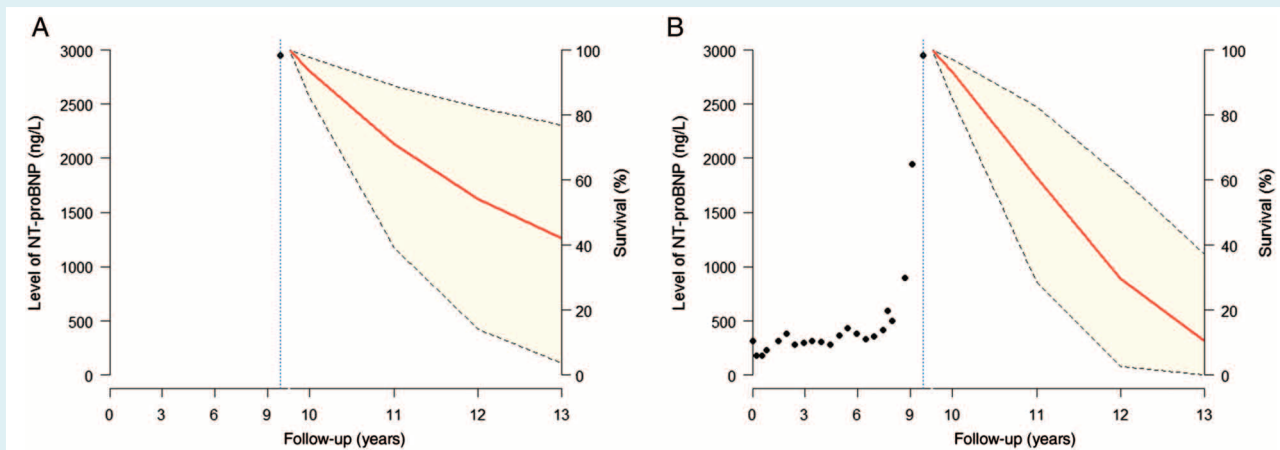 A
3000
2500
2000
1500
1000
500
0
Level of NT-proBNP (ng/L)
100
80
60
40
20
0
Survival (%)
0 3 6 9 10 11 12 13
Follow-up (years)
B
3000
2500
2000
1500
1000
500
0
Level of NT-proBNP (ng/L)
100
80
60
40
20
0
Survival (%)
0 3 6 9 10 11 12 13
Follow-up (years)